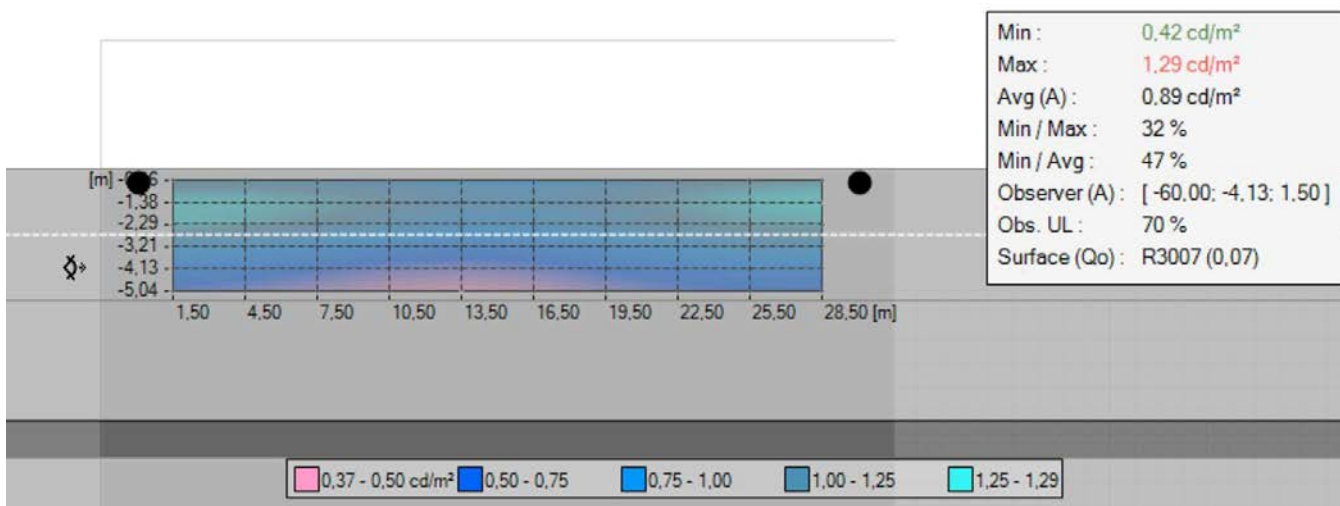 Min : 0,42 cd/m²
Max : 1,29 cd/m²
Avg (A) : 0,89 cd/m²
Min / Max : 32 %
Min / Avg : 47 %
Observer (A) : [ -60,00; -4,13; 1,50 ]
Obs. UL : 70 %
Surface (Qo) : R3007 (0,07)
[m]
-1,38
-2,29
-3,21
-4,13
-5,04
1,50 4,50 7,50 10,50 13,50 16,50 19,50 22,50 25,50 28,50 [m]
0,37 - 0,50 cd/m² 0,50 - 0,75 0,75 - 1,00 1,00 - 1,25 1,25 - 1,29